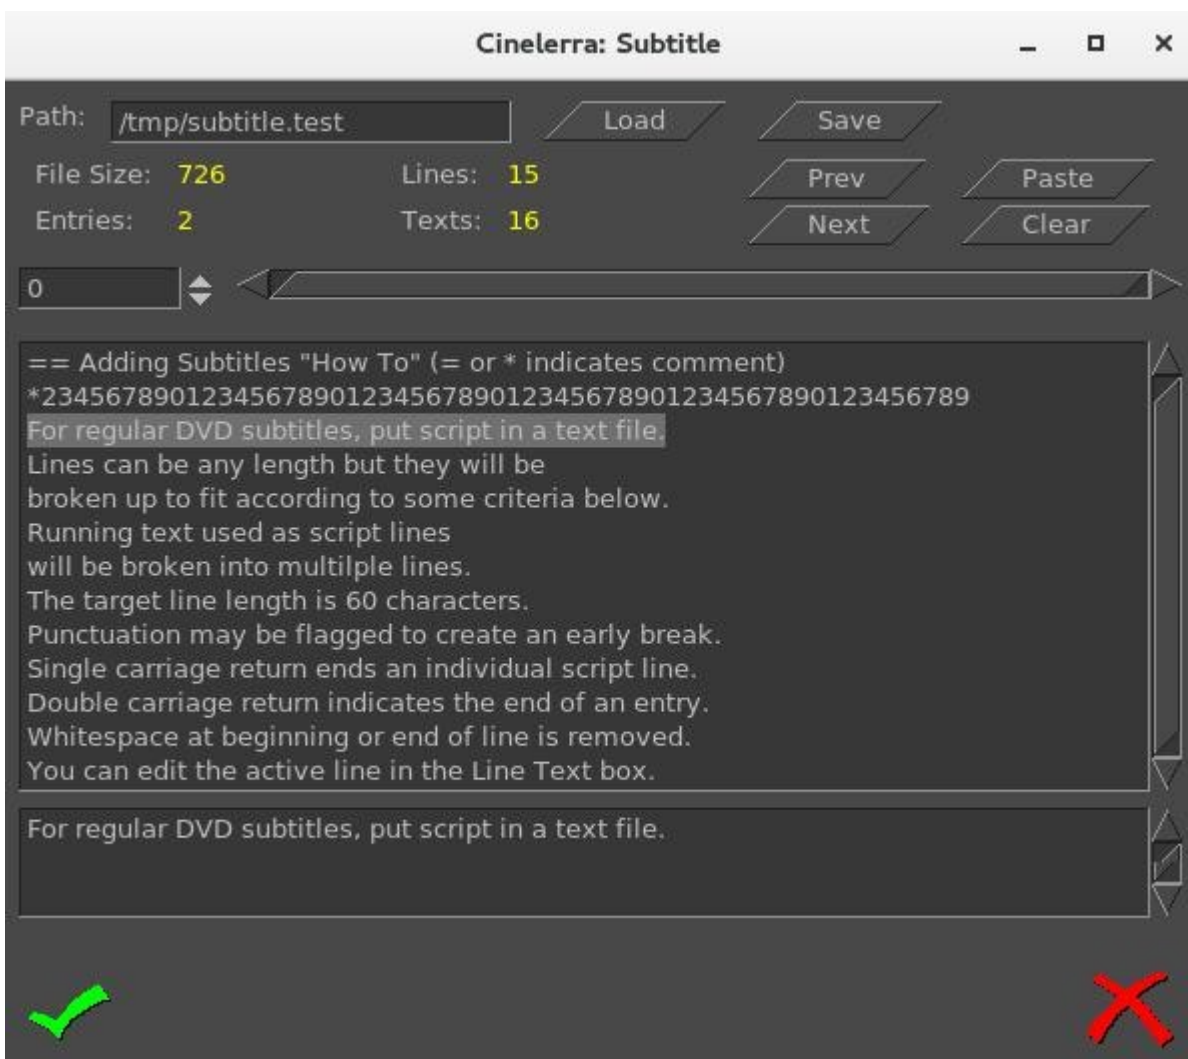 Cinelerra: Subtitle
Path: /tmp/subtitle.test Load Save
File Size: 726 Lines: 15 Prev Paste
Entries: 2 Texts: 16 Next Clear
0
== Adding Subtitles "How To" (= or * indicates comment)
*23456789012345678901234567890123456789012345678901234567890123456789
For regular DVD subtitles, put script in a text file.
Lines can be any length but they will be
broken up to fit according to some criteria below.
Running text used as script lines
will be broken into multilple lines.
The target line length is 60 characters.
Punctuation may be flagged to create an early break.
Single carriage return ends an individual script line.
Double carriage return indicates the end of an entry.
Whitespace at beginning or end of line is removed.
You can edit the active line in the Line Text box.
For regular DVD subtitles, put script in a text file.